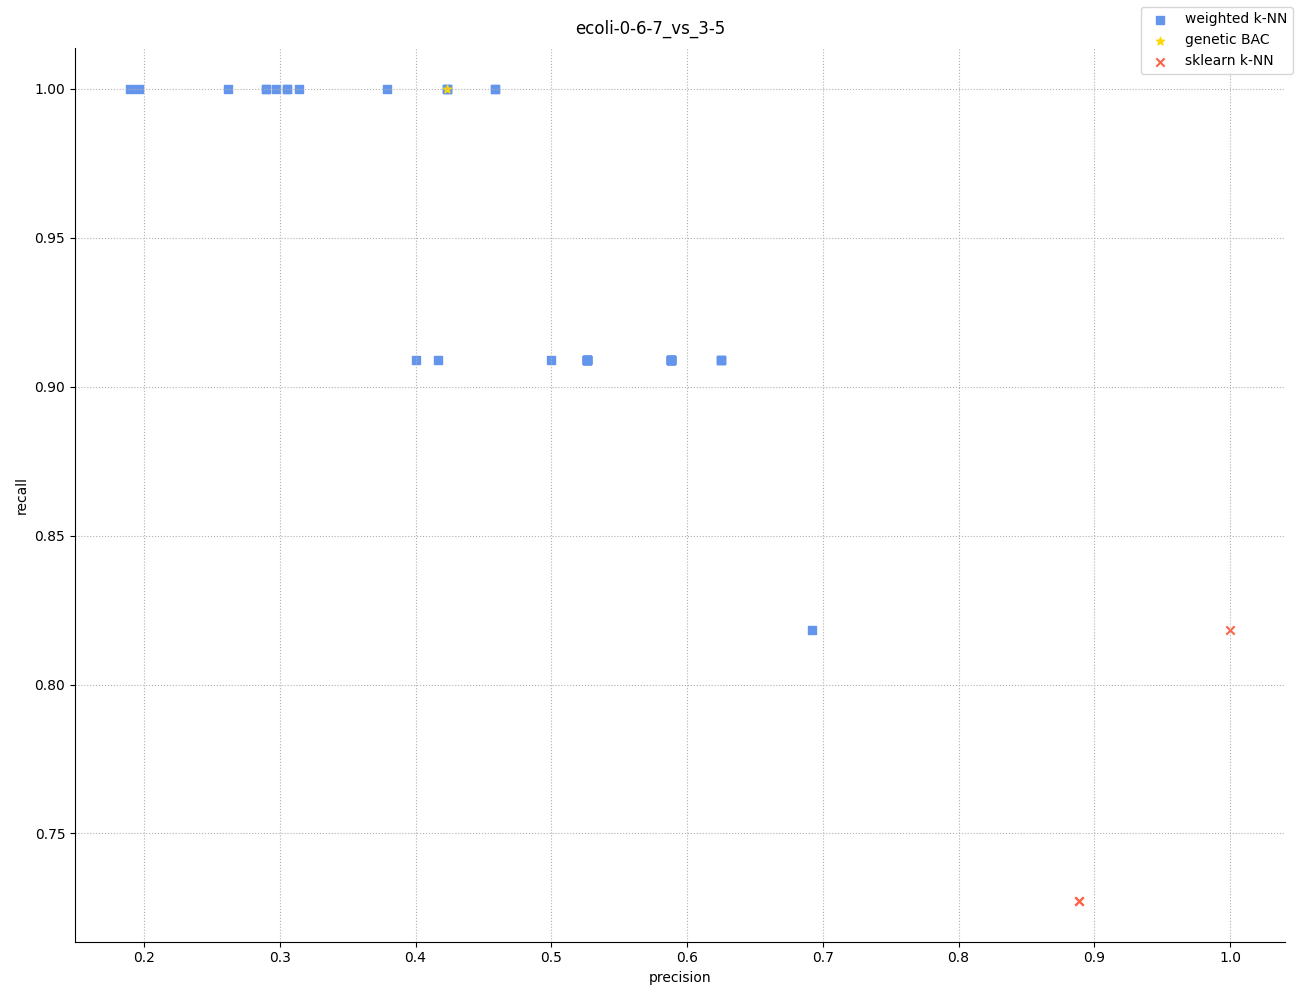 ecoli-0-6-7_vs_3-5
weighted k-NN
genetic BAC
sklearn k-NN
1.00
0.95
0.90
0.85
0.80
0.75
recall
0.2 0.3 0.4 0.5 0.6 0.7 0.8 0.9 1.0
precision